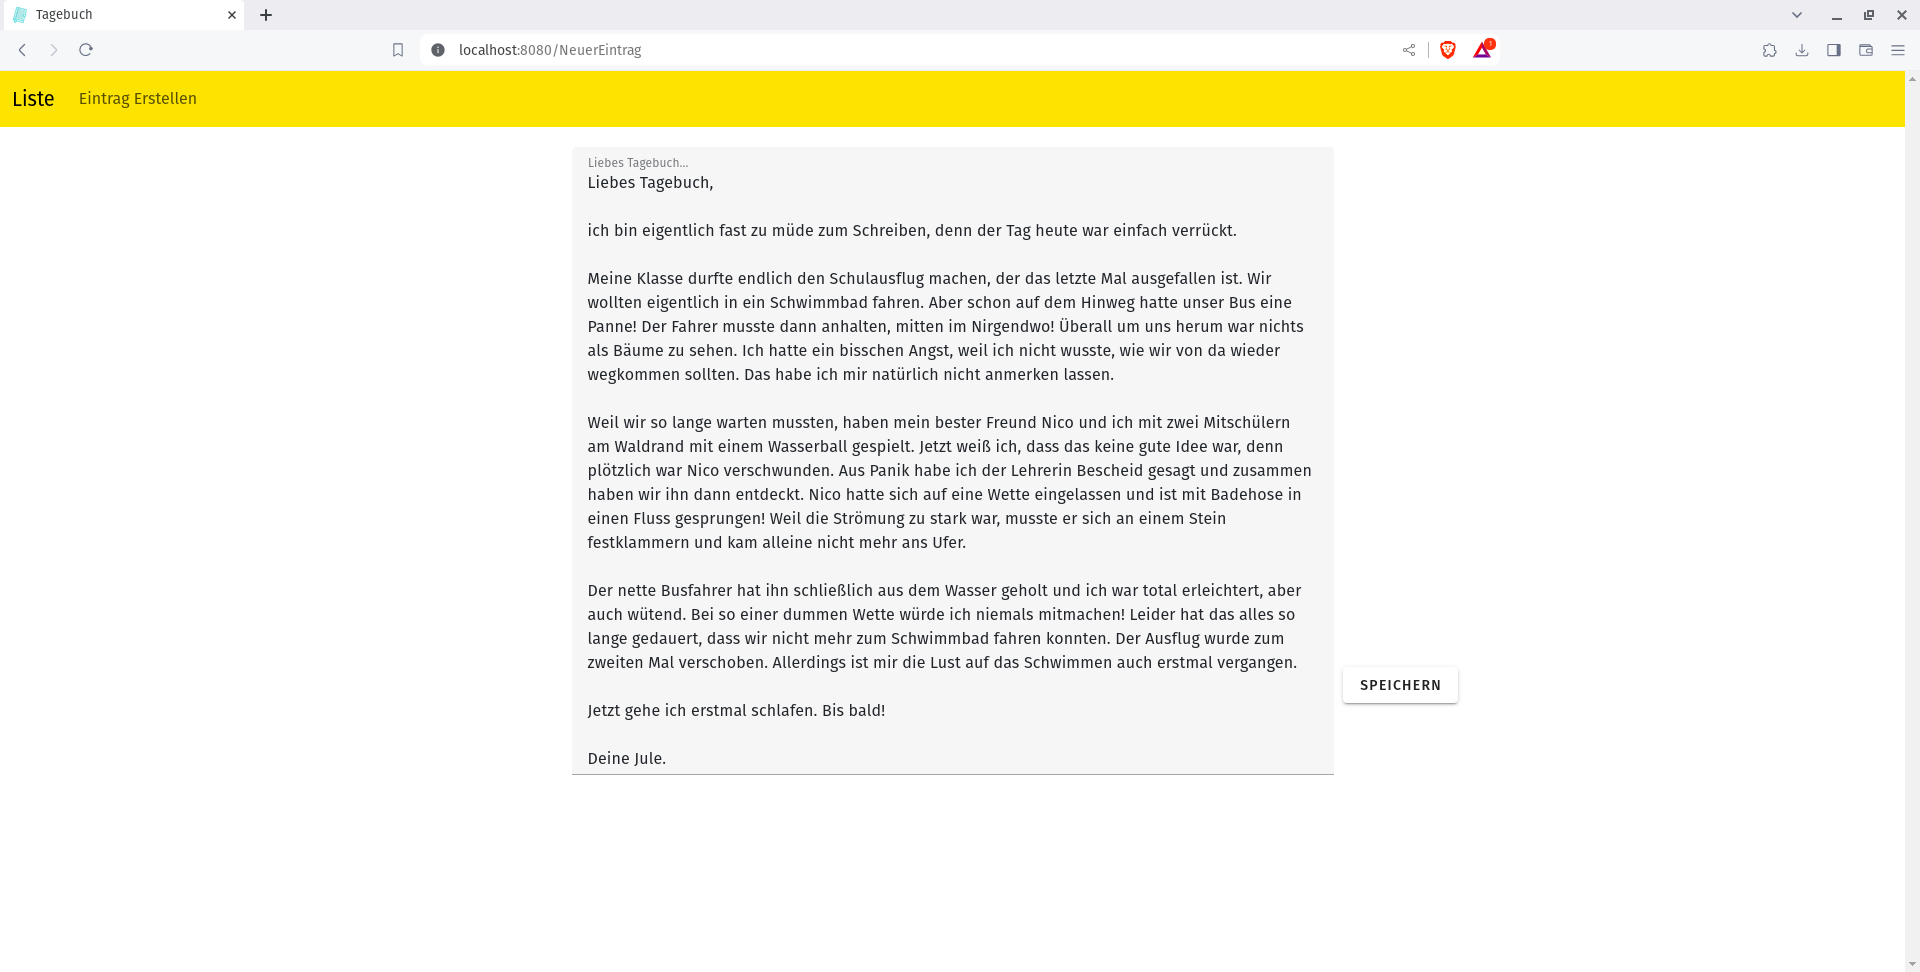 Tagebuch
localhost:8080/NeuerEintrag
1
Liste
Eintrag Erstellen
Liebes Tagebuch...
Liebes Tagebuch,
ich bin eigentlich fast zu müde zum Schreiben, denn der Tag heute war einfach verrückt.
Meine Klasse durfte endlich den Schulausflug machen, der das letzte Mal ausgefallen ist. Wir
wollten eigentlich in ein Schwimmbad fahren. Aber schon auf dem Hinweg hatte unser Bus eine
Panne! Der Fahrer musste dann anhalten, mitten im Nirgendwo! Überall um uns herum war nichts
als Bäume zu sehen. Ich hatte ein bisschen Angst, weil ich nicht wusste, wie wir von da wieder
wegkommen sollten. Das habe ich mir natürlich nicht anmerken lassen.
Weil wir so lange warten mussten, haben mein bester Freund Nico und ich mit zwei Mitschülern
am Waldrand mit einem Wasserball gespielt. Jetzt weiß ich, dass das keine gute Idee war, denn
plötzlich war Nico verschwunden. Aus Panik habe ich der Lehrerin Bescheid gesagt und zusammen
haben wir ihn dann entdeckt. Nico hatte sich auf eine Wette eingelassen und ist mit Badehose in
einen Fluss gesprungen! Weil die Strömung zu stark war, musste er sich an einem Stein
festklammern und kam alleine nicht mehr ans Ufer.
Der nette Busfahrer hat ihn schließlich aus dem Wasser geholt und ich war total erleichtert, aber
auch wütend. Bei so einer dummen Wette würde ich niemals mitmachen! Leider hat das alles so
lange gedauert, dass wir nicht mehr zum Schwimmbad fahren konnten. Der Ausflug wurde zum
zweiten Mal verschoben. Allerdings ist mir die Lust auf das Schwimmen auch erstmal vergangen.
SPEICHERN
Jetzt gehe ich erstmal schlafen. Bis bald!
Deine Jule.